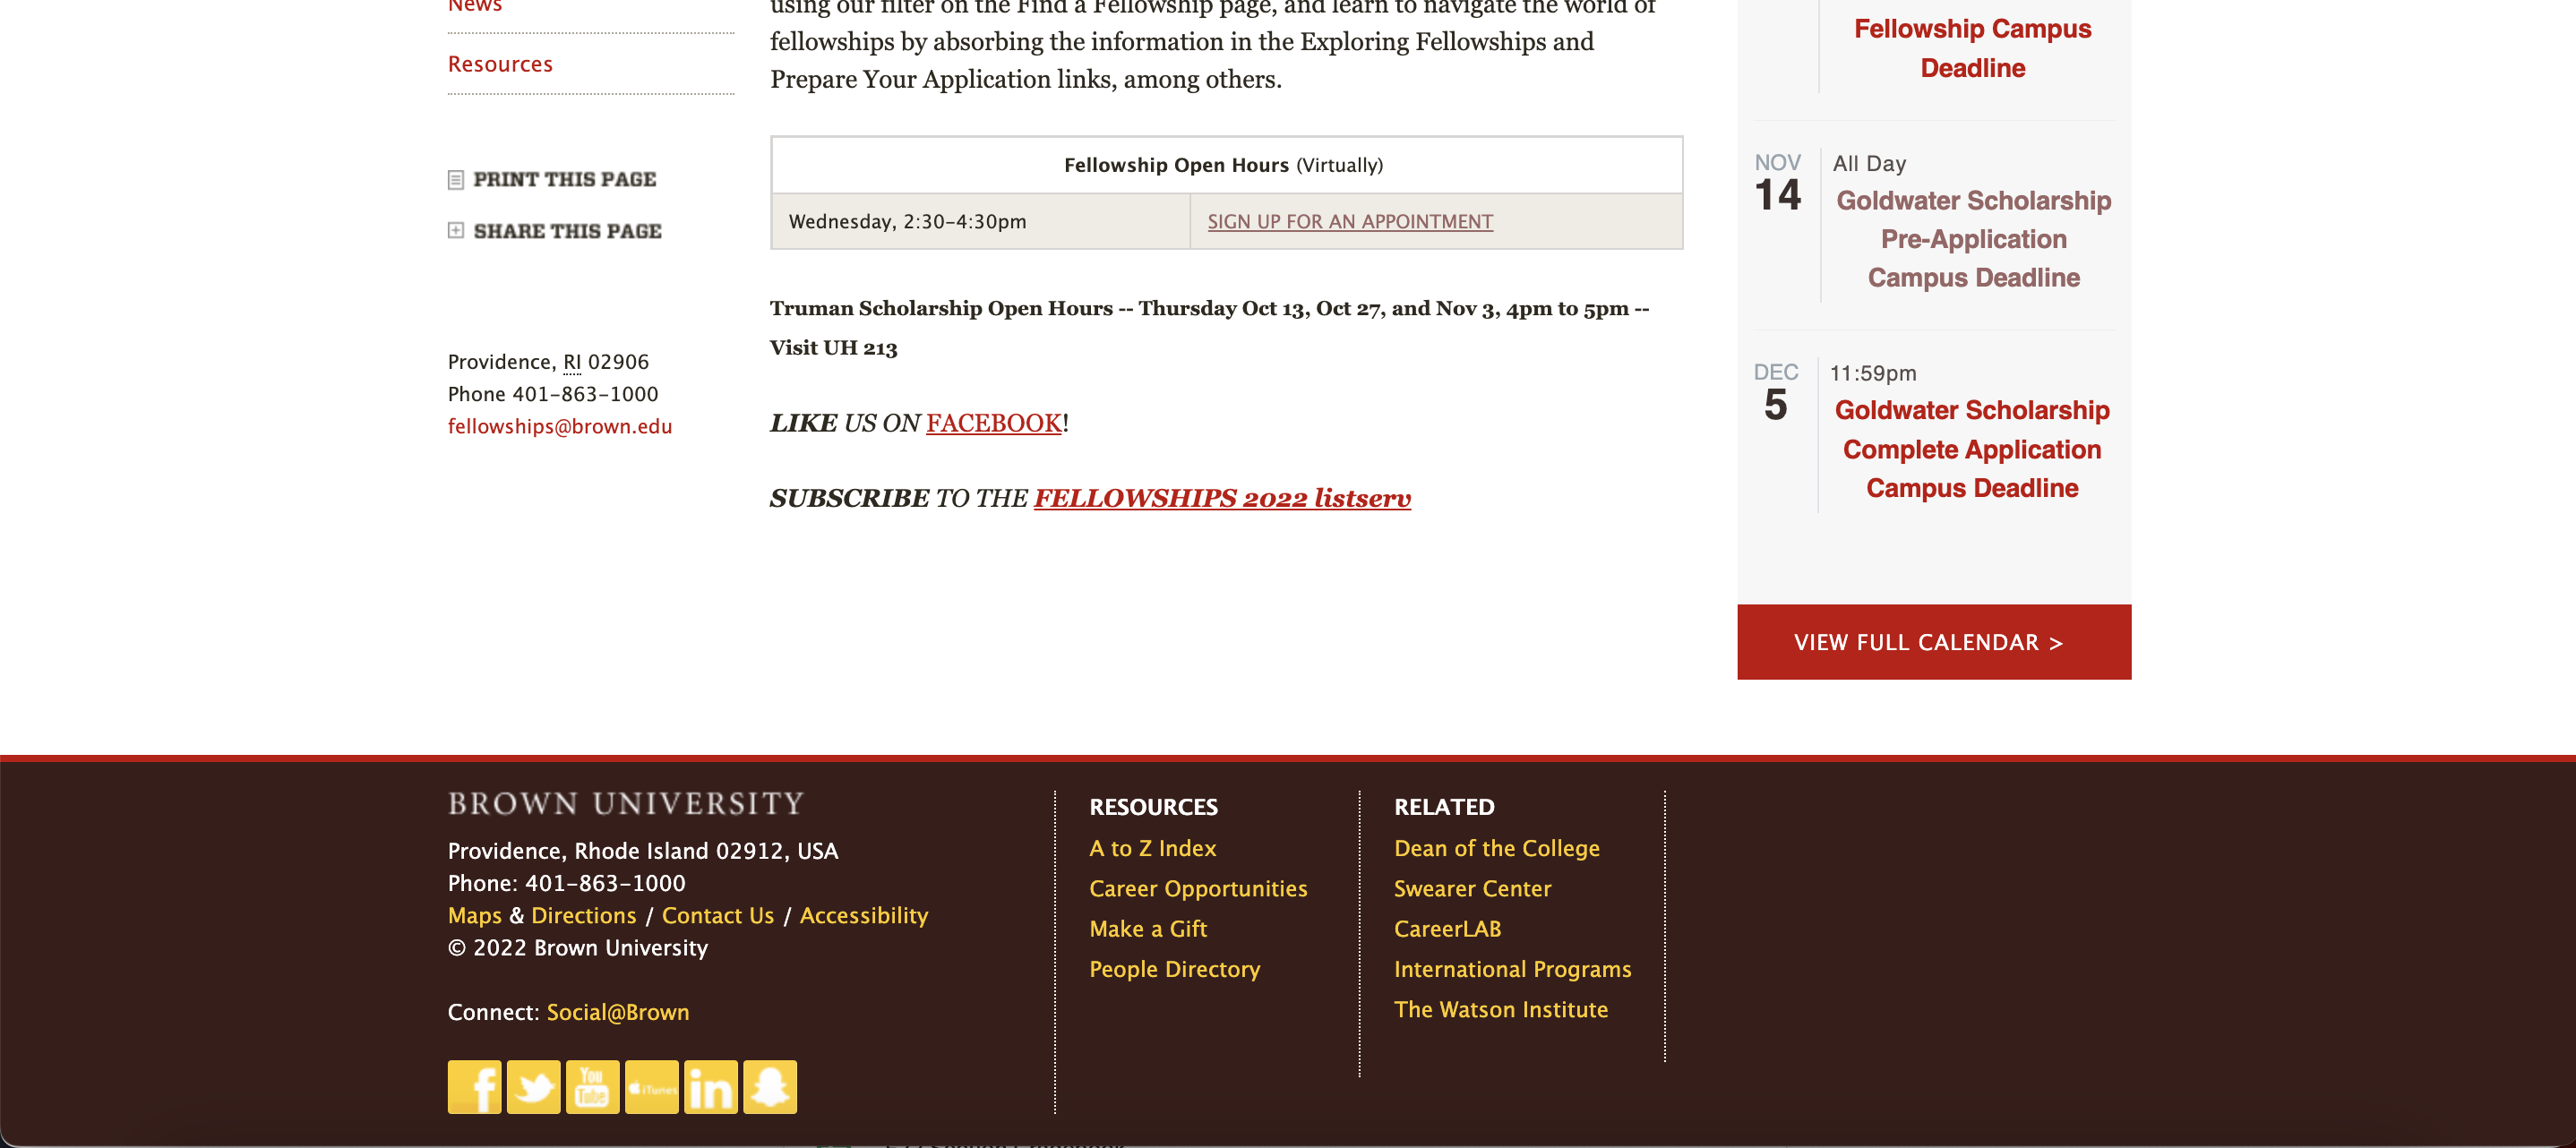 News
Resources
PRINT THIS PAGE
SHARE THIS PAGE
Providence, RI 02906
Phone 401-863-1000
fellowships@brown.edu
using our filter on the Find a Fellowship page, and learn to navigate the world of
fellowships by absorbing the information in the Exploring Fellowships and
Prepare Your Application links, among others.
Fellowship Open Hours (Virtually)
Wednesday, 2:30-4:30pm
SIGN UP FOR AN APPOINTMENT
Truman Scholarship Open Hours -- Thursday Oct 13, Oct 27, and Nov 3, 4pm to 5pm --
Visit UH 213
LIKE US ON FACEBOOK!
SUBSCRIBE TO THE FELLOWSHIPS 2022 listserv
Fellowship Campus
Deadline
NOV
14
All Day
Goldwater Scholarship
Pre-Application
Campus Deadline
DEC
5
11:59pm
Goldwater Scholarship
Complete Application
Campus Deadline
VIEW FULL CALENDAR >
BROWN UNIVERSITY
Providence, Rhode Island 02912, USA
Phone: 401-863-1000
Maps & Directions / Contact Us / Accessibility
© 2022 Brown University
Connect: Social@Brown
f
You
Tube
iTunes
in
RESOURCES
A to Z Index
Career Opportunities
Make a Gift
People Directory
RELATED
Dean of the College
Swearer Center
CareerLAB
International Programs
The Watson Institute